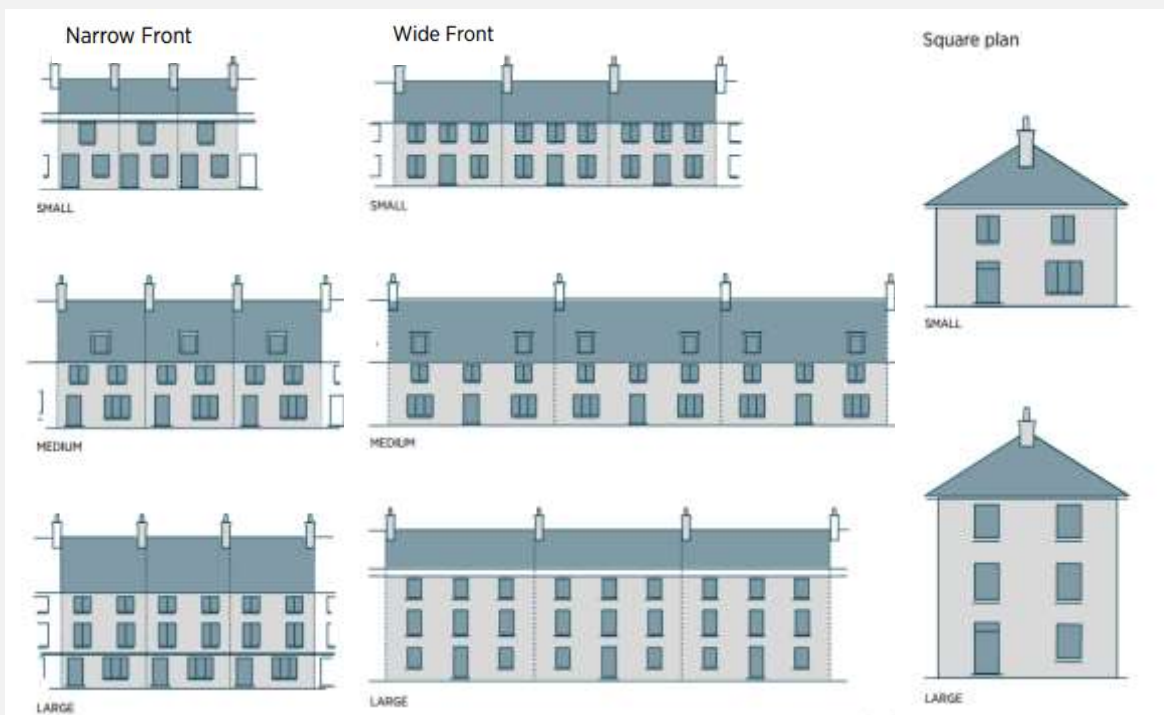 Narrow Front
SMALL
MEDIUM
LARGE
Wide Front
SMALL
MEDIUM
LARGE
Square plan
SMALL
LARGE